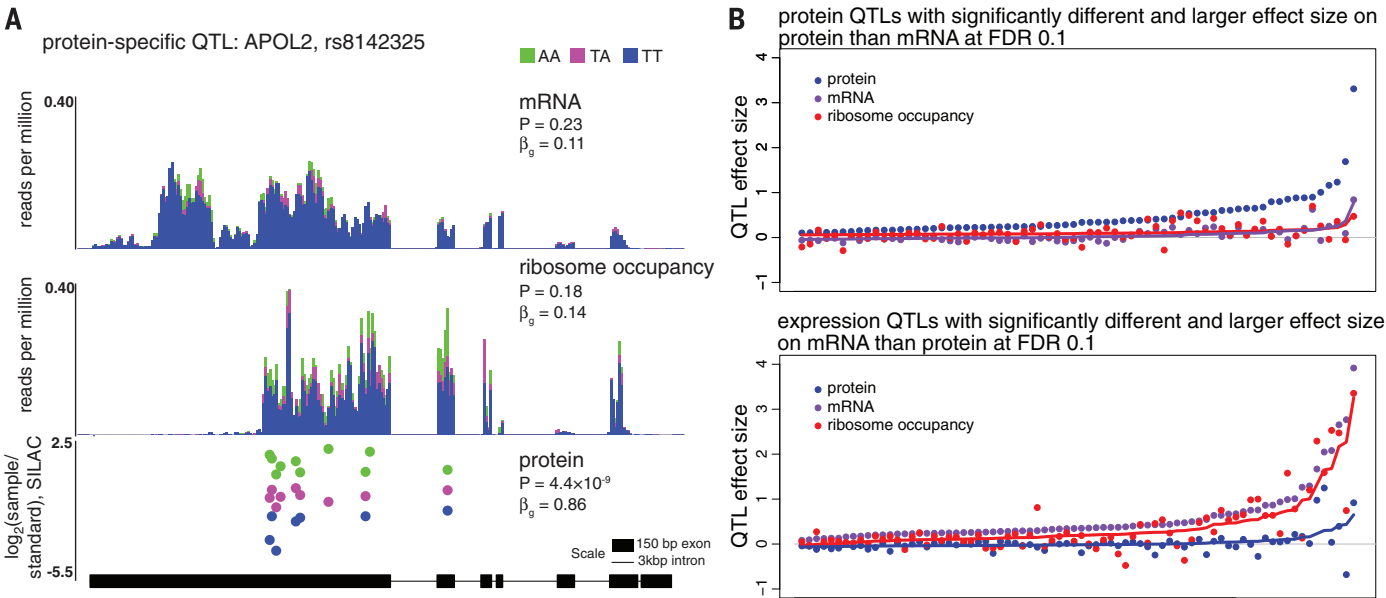 A
protein-specific QTL: APOL2, rs8142325
AA TA TT
0.40
reads per million
mRNA
P = 0.23
βg = 0.11
0.40
reads per million
ribosome occupancy
P = 0.18
βg = 0.14
2.5
log2(sample/
standard), SILAC
-5.5
protein
P = 4.4×10-9
βg = 0.86
Scale
150 bp exon
3kbp intron
B
protein QTLs with significantly different and larger effect size on
protein than mRNA at FDR 0.1
QTL effect size
4
3
2
1
0
−1
protein
mRNA
ribosome occupancy
expression QTLs with significantly different and larger effect size
on mRNA than protein at FDR 0.1
QTL effect size
4
3
2
1
0
−1
protein
mRNA
ribosome occupancy